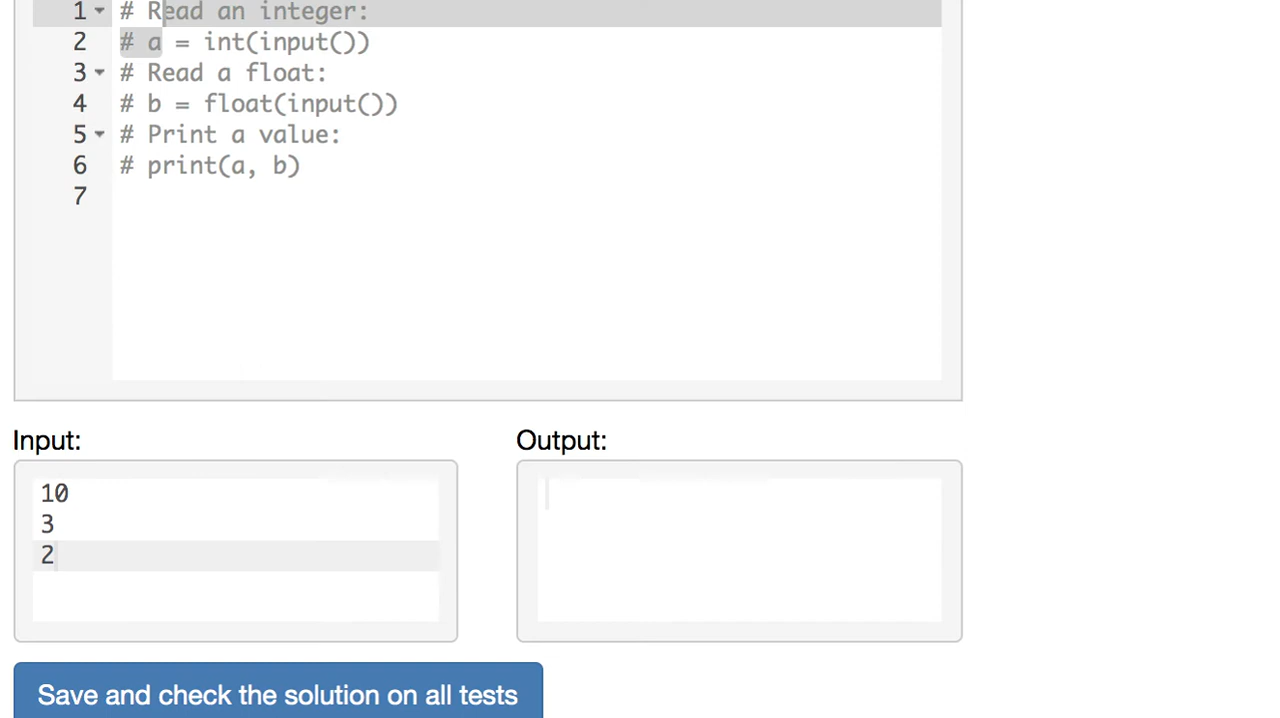 1 # Read an integer:
2 # a = int(input())
3 # Read a float:
4 # b = float(input())
5 # Print a value:
6 # print(a, b)
7
Input:
Output:
10
3
2
Save and check the solution on all tests